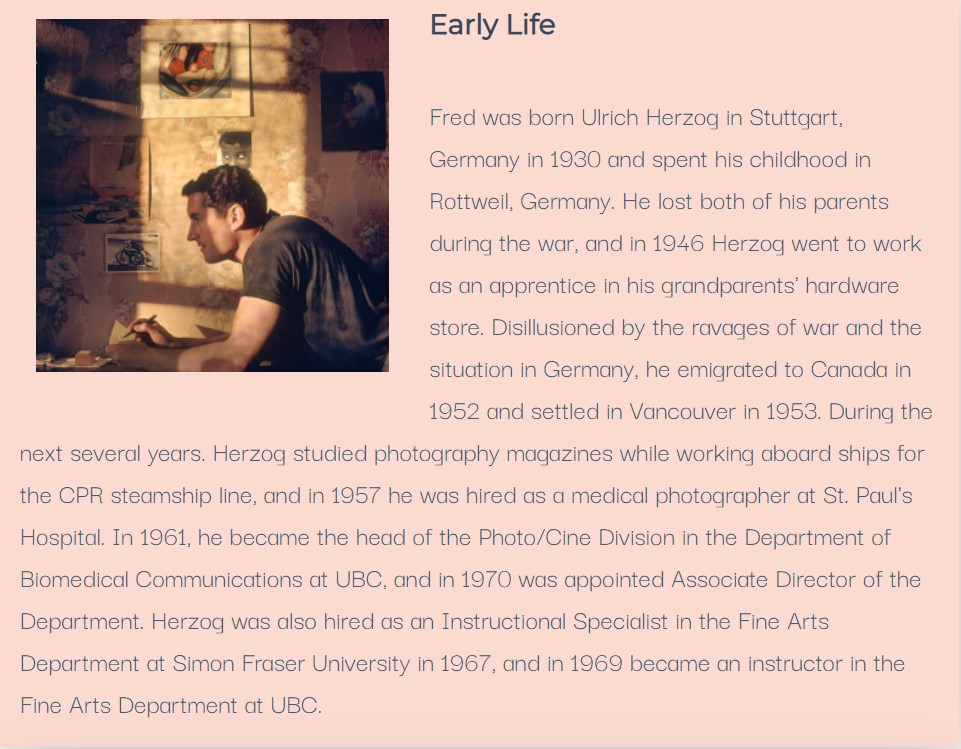 Early Life
Fred was born Ulrich Herzog in Stuttgart,
Germany in 1930 and spent his childhood in
Rottweil, Germany. He lost both of his parents
during the war, and in 1946 Herzog went to work
as an apprentice in his grandparents’ hardware
store. Disillusioned by the ravages of war and the
situation in Germany, he emigrated to Canada in
1952 and settled in Vancouver in 1953. During the
next several years. Herzog studied photography magazines while working aboard ships for
the CPR steamship line, and in 1957 he was hired as a medical photographer at St. Paul’s
Hospital. In 1961, he became the head of the Photo/Cine Division in the Department of
Biomedical Communications at UBC, and in 1970 was appointed Associate Director of the
Department. Herzog was also hired as an Instructional Specialist in the Fine Arts
Department at Simon Fraser University in 1967, and in 1969 became an instructor in the
Fine Arts Department at UBC.